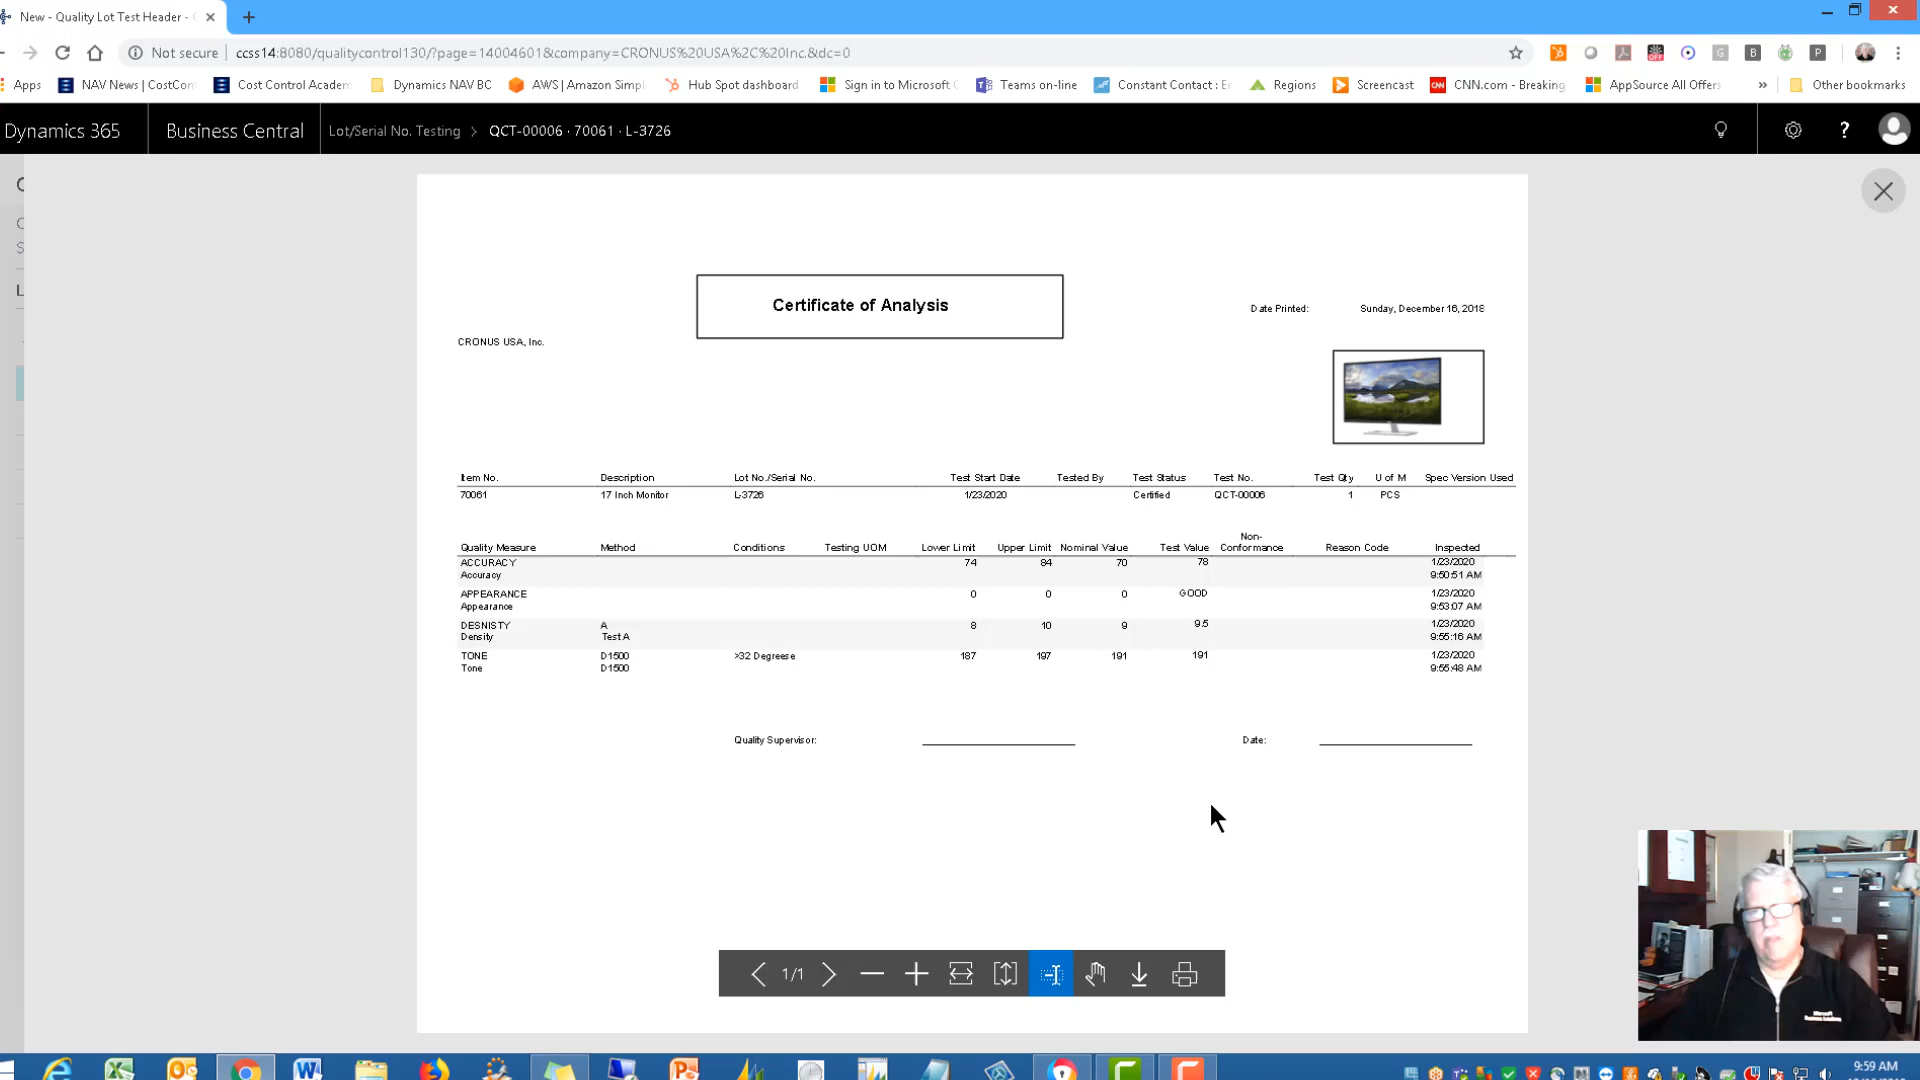 New - Quality Lot Test Header -
Not secure ccss14:8080/qualitycontrol130/?page=14004601&company=CRONUS%20USA%2C%20Inc.&dc=0
Apps NAV News | CostCon Cost Control Academ Dynamics NAV BC AWS | Amazon Simpl Hub Spot dashboard Sign in to Microsoft Teams on-line Constant Contact : Er Regions Screencast CNN.com - Breaking AppSource All Offers » Other bookmarks
Dynamics 365 Business Central Lot/Serial No. Testing > QCT-00006 · 70061 · L-3726 ?
Certificate of Analysis
Date Printed: Sunday, December 16, 2018
CRONUS USA, Inc.
Item No. Description Lot No./Serial No. Test Start Date Tested By Test Status Test No. Test Qty U of M Spec Version Used
70061 17 Inch Monitor L-3726 1/23/2020 Certified QCT-00006 1 PCS
Quality Measure Method Conditions Testing UOM Lower Limit Upper Limit Nominal Value Test Value Non-Conformance Reason Code Inspected
ACCURACY 74 84 70 78 1/23/2020
Accuracy 9:50:51 AM
APPEARANCE 0 0 0 GOOD 1/23/2020
Appearance 9:53:07 AM
DESNISTY A 8 10 9 9.5 1/23/2020
Density Test A 9:55:16 AM
TONE D1500 >32 Degreese 187 197 191 191 1/23/2020
Tone D1500 9:55:48 AM
Quality Supervisor: Date:
1/1
9:59 AM